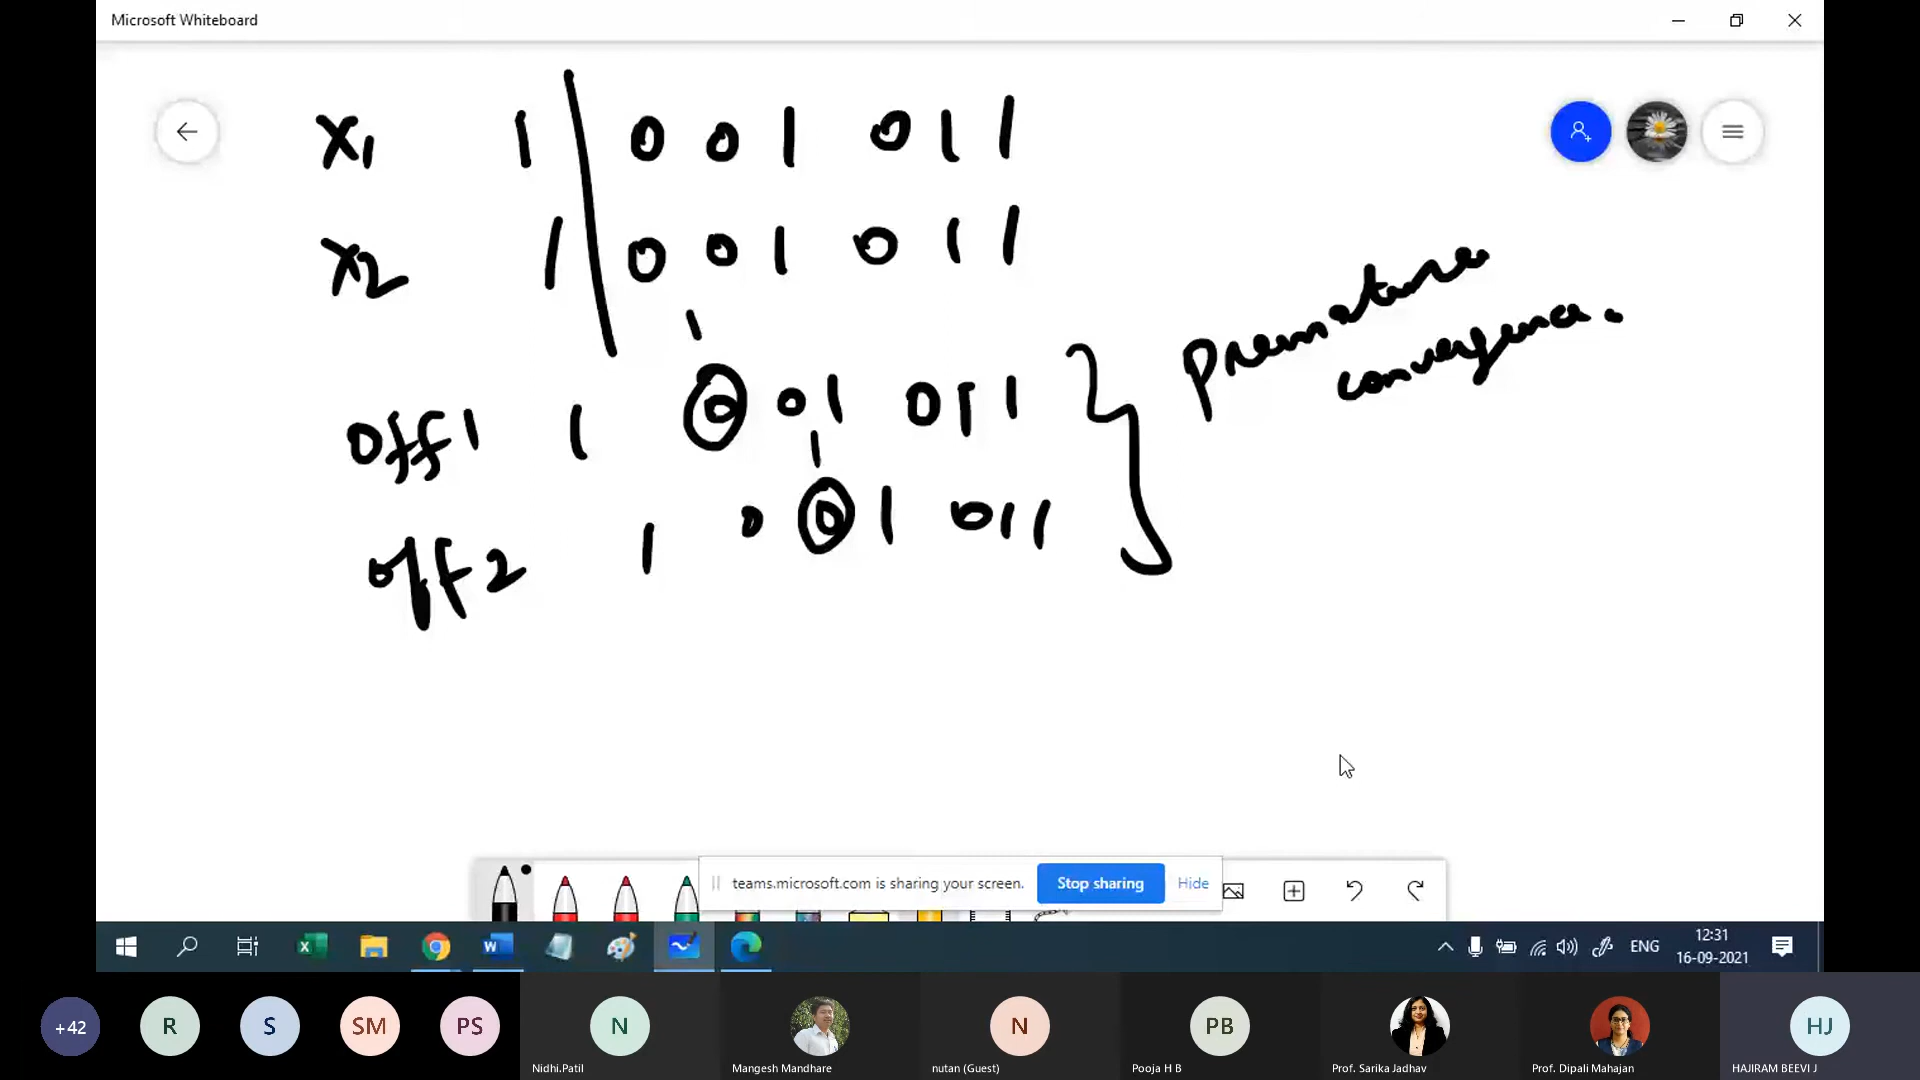 Microsoft Whiteboard
x1 1 0 0 1 0 1 1
x2 1 0 0 1 0 1 1
1
off1 1 0 0 1 0 1 1
1
off2 1 0 0 1 0 1 1
premature
convergence.
teams.microsoft.com is sharing your screen.
Stop sharing
Hide
ENG
12:31
16-09-2021
+42
R
S
SM
PS
N
N
PB
HJ
Nidhi.Patil
Mangesh Mandhare
nutan (Guest)
Pooja H B
Prof. Sarika Jadhav
Prof. Dipali Mahajan
HAJIRAM BEEVI J